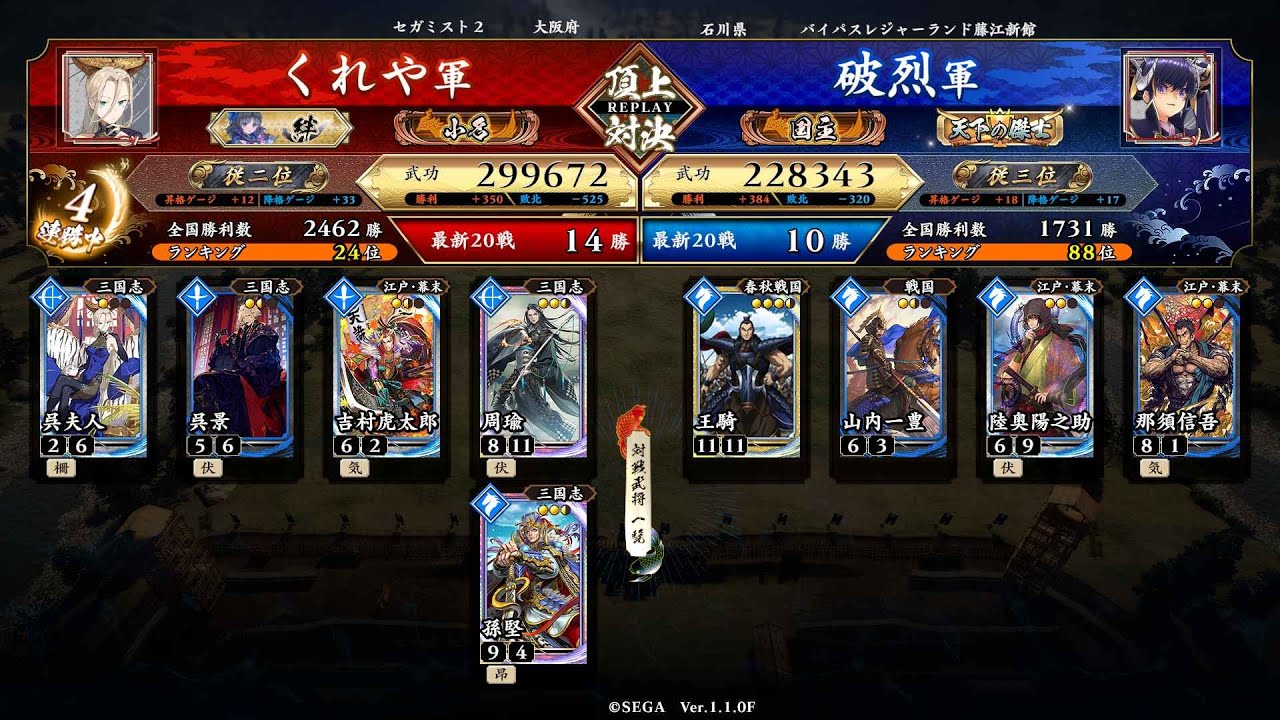 セガミスト2 大阪府
石川県 バイパスレジャーランド藤江新館
くれや軍
頂上
REPLAY
対決
破烈軍
絆
小名
国主
天下の傑士
4
連勝中
従二位
昇格ゲージ +12 降格ゲージ +33
武功 299672
勝利 +350 敗北 -525
武功 228343
勝利 +384 敗北 -320
従三位
昇格ゲージ +18 降格ゲージ +17
全国勝利数 2462勝
ランキング 24位
最新20戦 14勝
最新20戦 10勝
全国勝利数 1731勝
ランキング 88位
三国志
呉夫人
2 6
柵
三国志
呉景
5 6
伏
江戸・幕末
吉村虎太郎
6 2
気
三国志
周瑜
8 11
伏
春秋戦国
王騎
11 11
戦国
山内一豊
6 3
江戸・幕末
陸奥陽之助
6 9
伏
江戸・幕末
那須信吾
8 1
気
対戦武将一覧
三国志
孫堅
9 4
昂
©SEGA Ver.1.1.0F